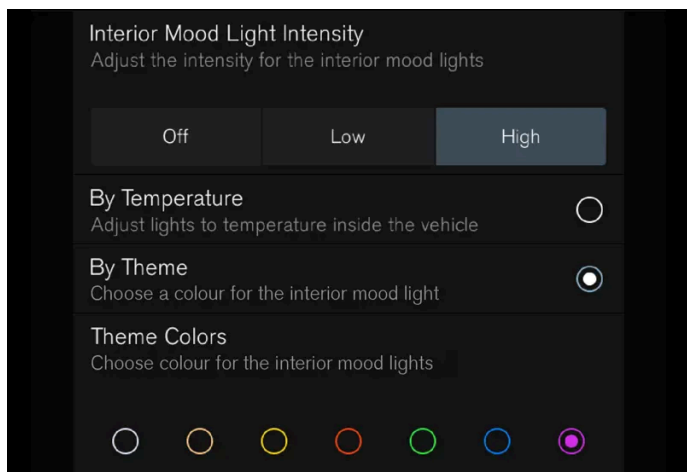 Interior Mood Light Intensity
Adjust the intensity for the interior mood lights
Off Low High
By Temperature
Adjust lights to temperature inside the vehicle
By Theme
Choose a colour for the interior mood light
Theme Colors
Choose colour for the interior mood lights